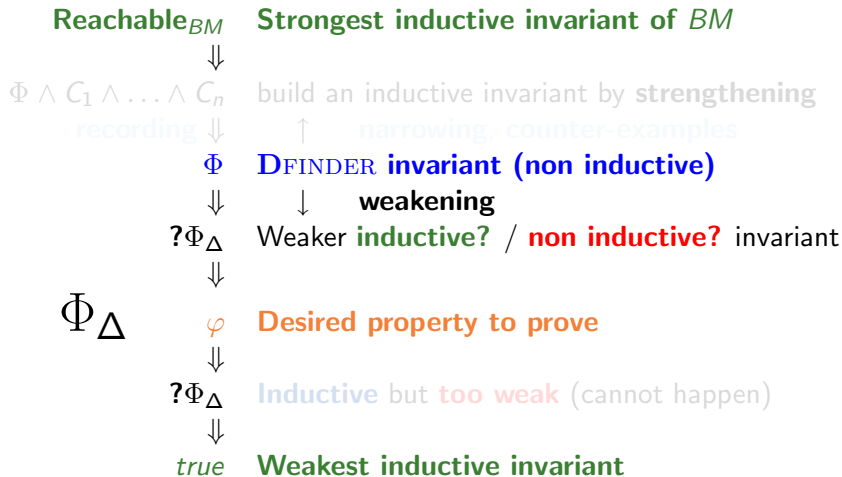 Reachable_BM Strongest inductive invariant of BM
⇓
Φ ∧ C₁ ∧ … ∧ Cₙ build an inductive invariant by strengthening
recording ⇓ ↑ narrowing, counter-examples
Φ DFINDER invariant (non inductive)
⇓ ↓ weakening
?Φ_Δ Weaker inductive? / non inductive? invariant
⇓
Φ_Δ φ Desired property to prove
⇓
?Φ_Δ Inductive but too weak (cannot happen)
⇓
true Weakest inductive invariant